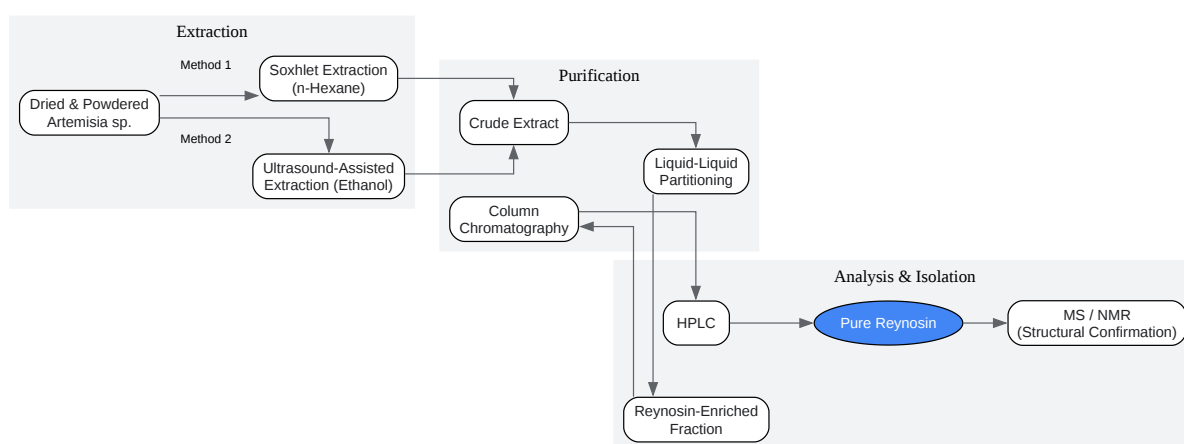 Extraction
Method 1
Soxhlet Extraction
(n-Hexane)
Dried & Powdered
Artemisia sp.
Method 2
Ultrasound-Assisted
Extraction (Ethanol)
Purification
Crude Extract
Liquid-Liquid
Partitioning
Column
Chromatography
Analysis & Isolation
HPLC
Pure Reynosin
MS / NMR
(Structural Confirmation)
Reynosin-Enriched
Fraction